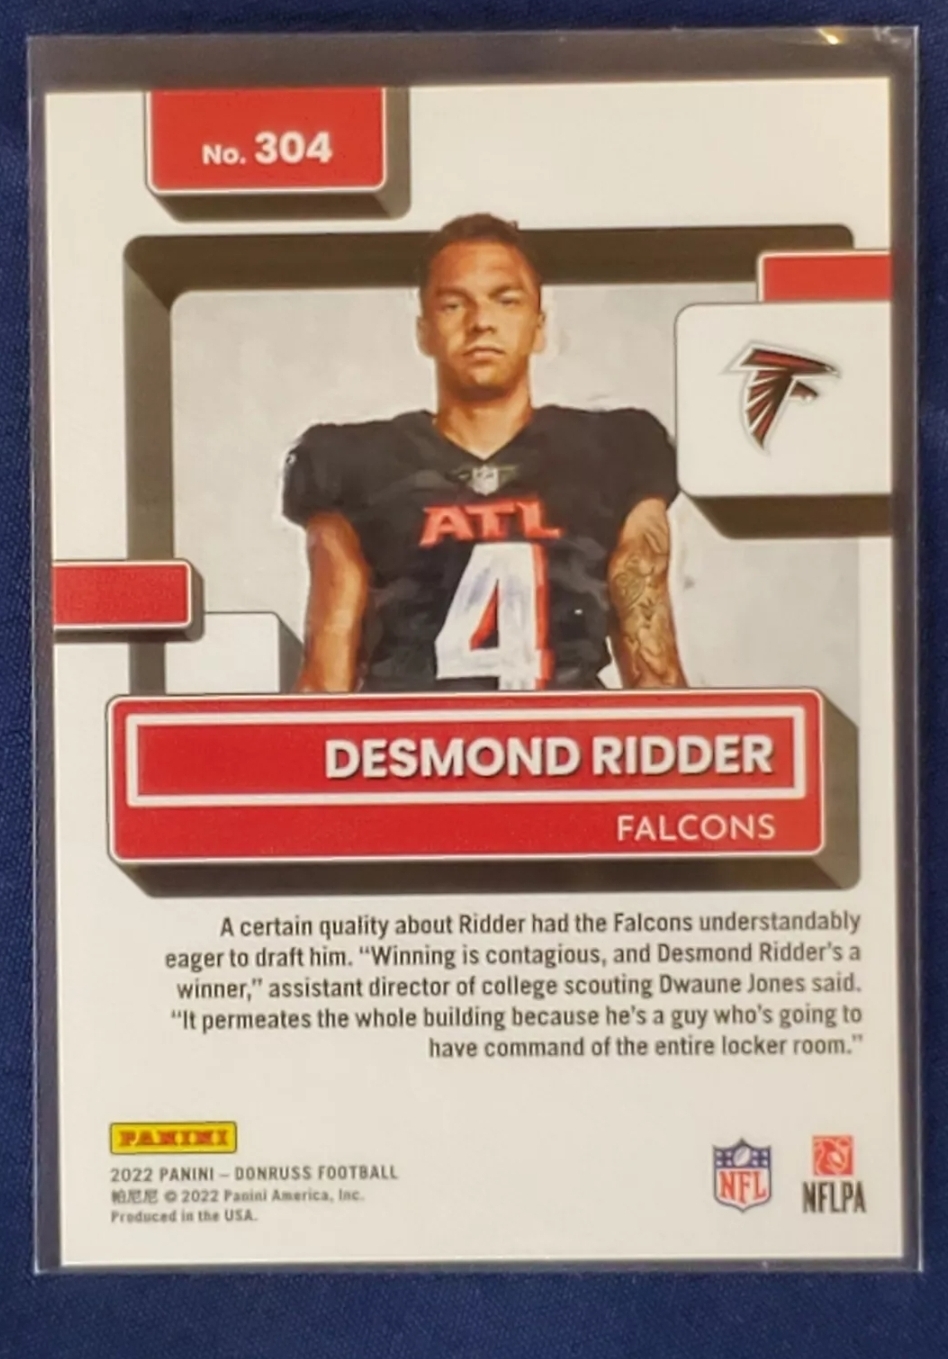 No. 304
ATL
4
DESMOND RIDDER
FALCONS
A certain quality about Ridder had the Falcons understandably
eager to draft him. “Winning is contagious, and Desmond Ridder’s a
winner,” assistant director of college scouting Dwaune Jones said.
“It permeates the whole building because he’s a guy who’s going to
have command of the entire locker room.”
PANINI
2022 PANINI – DONRUSS FOOTBALL
帕尼尼 © 2022 Panini America, Inc.
Produced in the USA.
NFL
NFLPA